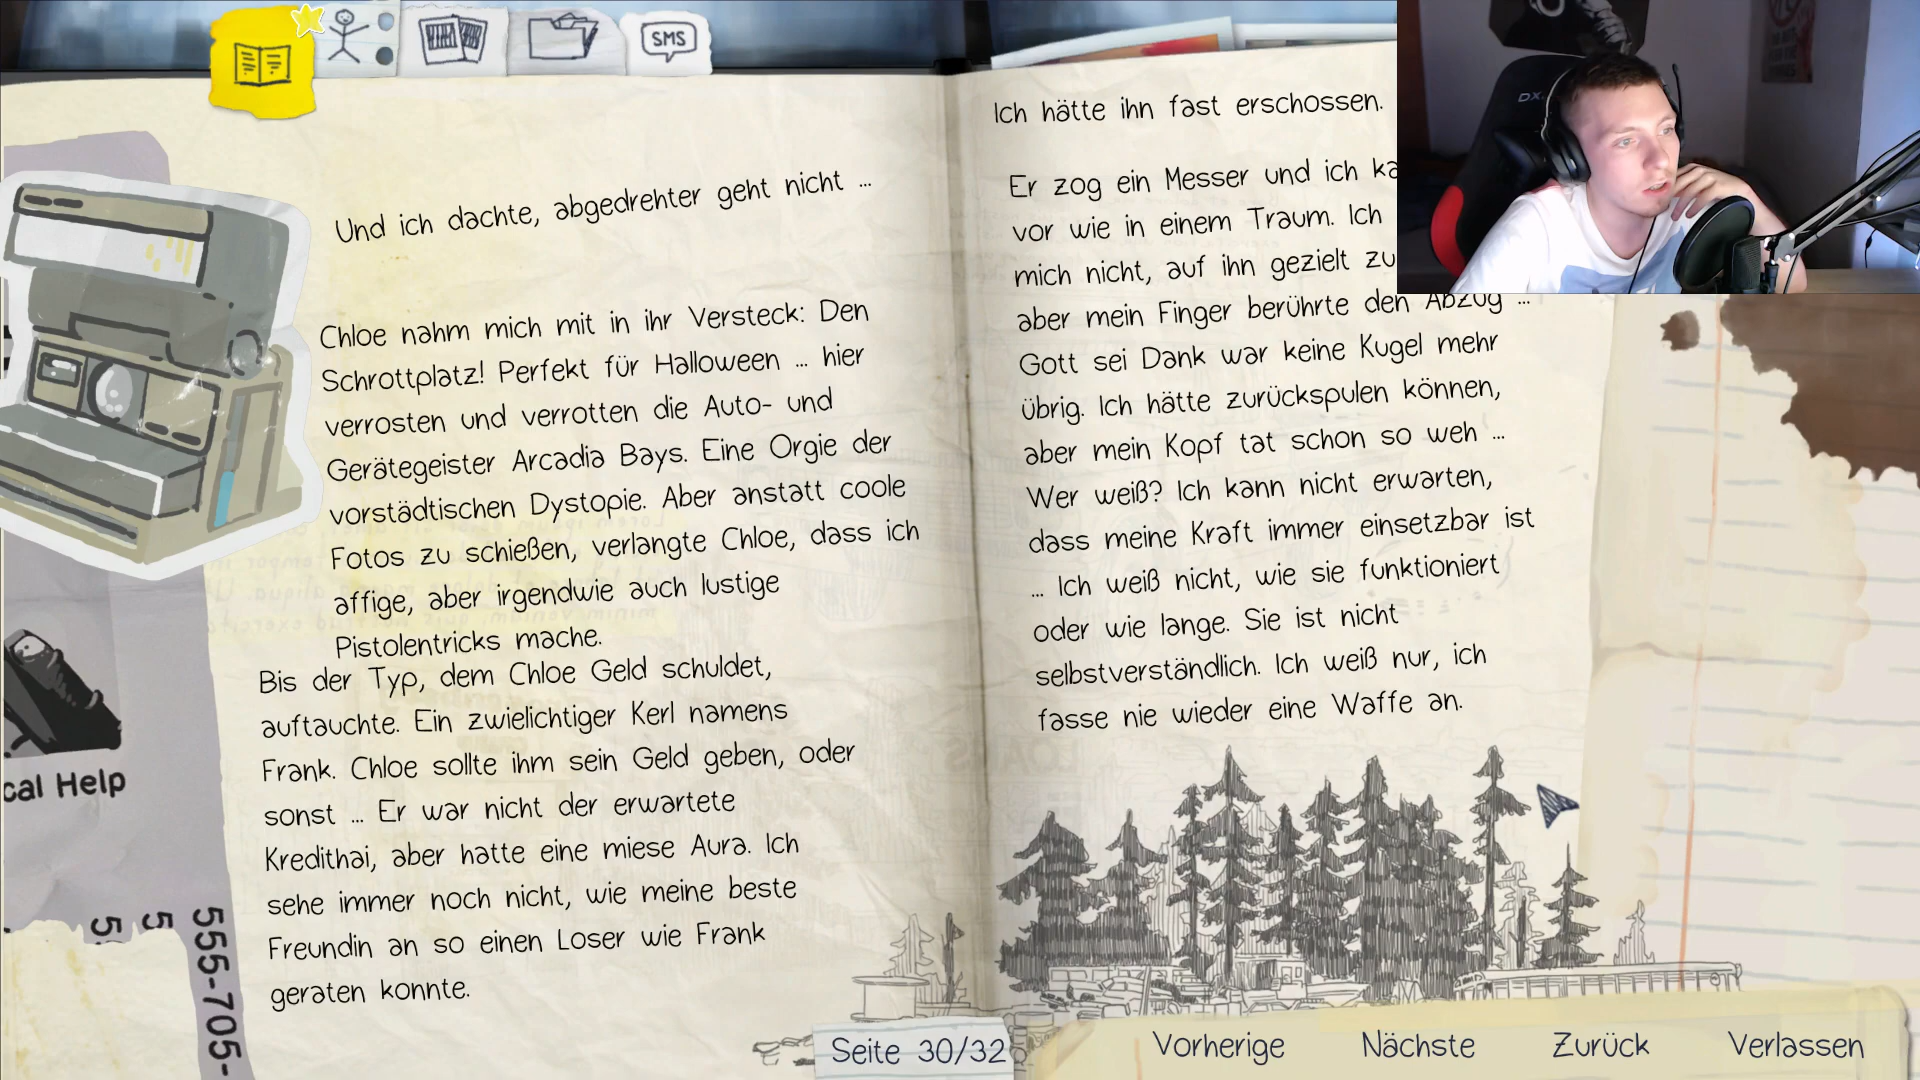 SMS
Und ich dachte, abgedrehter geht nicht ...
Chloe nahm mich mit in ihr Versteck: Den
Schrottplatz! Perfekt für Halloween ... hier
verrosten und verrotten die Auto- und
Gerätegeister Arcadia Bays. Eine Orgie der
vorstädtischen Dystopie. Aber anstatt coole
Fotos zu schießen, verlangte Chloe, dass ich
affige, aber irgendwie auch lustige
Pistolentricks mache.
Bis der Typ, dem Chloe Geld schuldet,
auftauchte. Ein zwielichtiger Kerl namens
Frank. Chloe sollte ihm sein Geld geben, oder
sonst ... Er war nicht der erwartete
Kredithai, aber hatte eine miese Aura. Ich
sehe immer noch nicht, wie meine beste
Freundin an so einen Loser wie Frank
geraten konnte.
cal Help
555-705-
Ich hätte ihn fast erschossen.
Er zog ein Messer und ich ka
vor wie in einem Traum. Ich
mich nicht, auf ihn gezielt zu
aber mein Finger berührte den Abzug ...
Gott sei Dank war keine Kugel mehr
übrig. Ich hätte zurückspulen können,
aber mein Kopf tat schon so weh ...
Wer weiß? Ich kann nicht erwarten,
dass meine Kraft immer einsetzbar ist
... Ich weiß nicht, wie sie funktioniert
oder wie lange. Sie ist nicht
selbstverständlich. Ich weiß nur, ich
fasse nie wieder eine Waffe an.
Seite 30/32
Vorherige
Nächste
Zurück
Verlassen